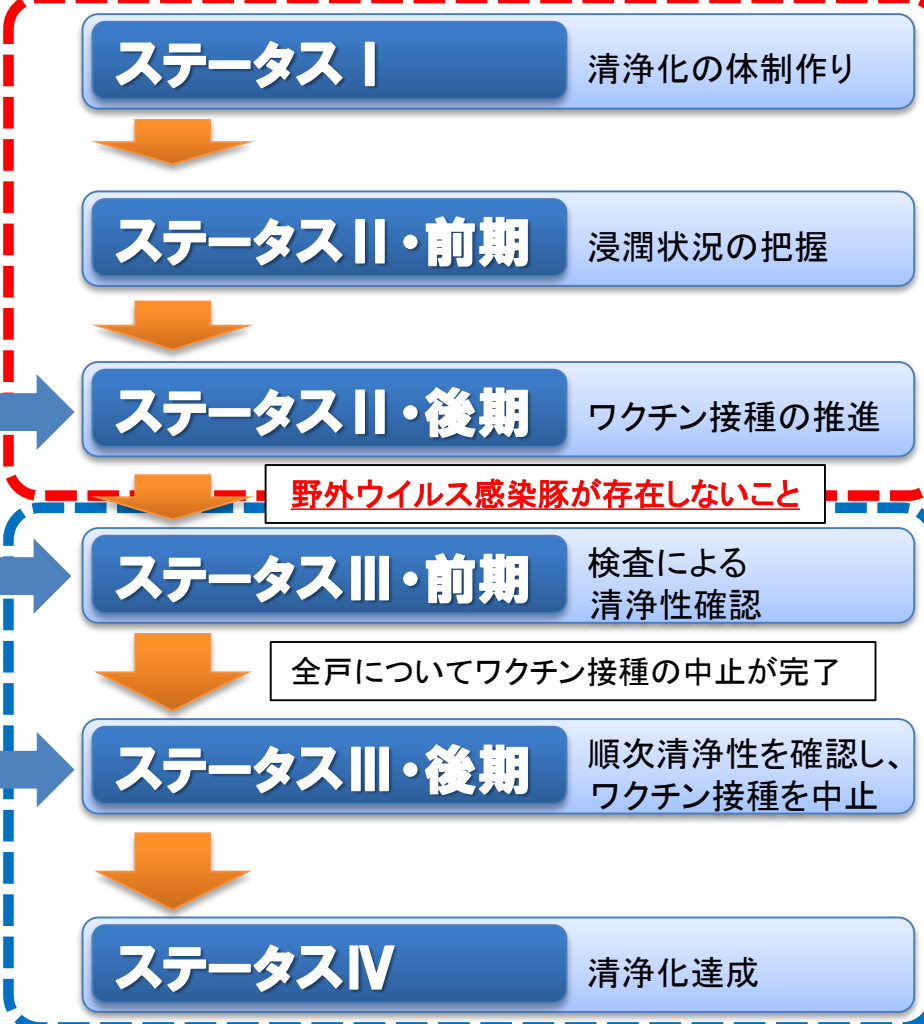 ステータスⅠ
清浄化の体制作り
ステータスⅡ・前期
浸潤状況の把握
ステータスⅡ・後期
ワクチン接種の推進
野外ウイルス感染豚が存在しないこと
ステータスⅢ・前期
検査による
清浄性確認
全戸についてワクチン接種の中止が完了
ステータスⅢ・後期
順次清浄性を確認し、
ワクチン接種を中止
ステータスⅣ
清浄化達成